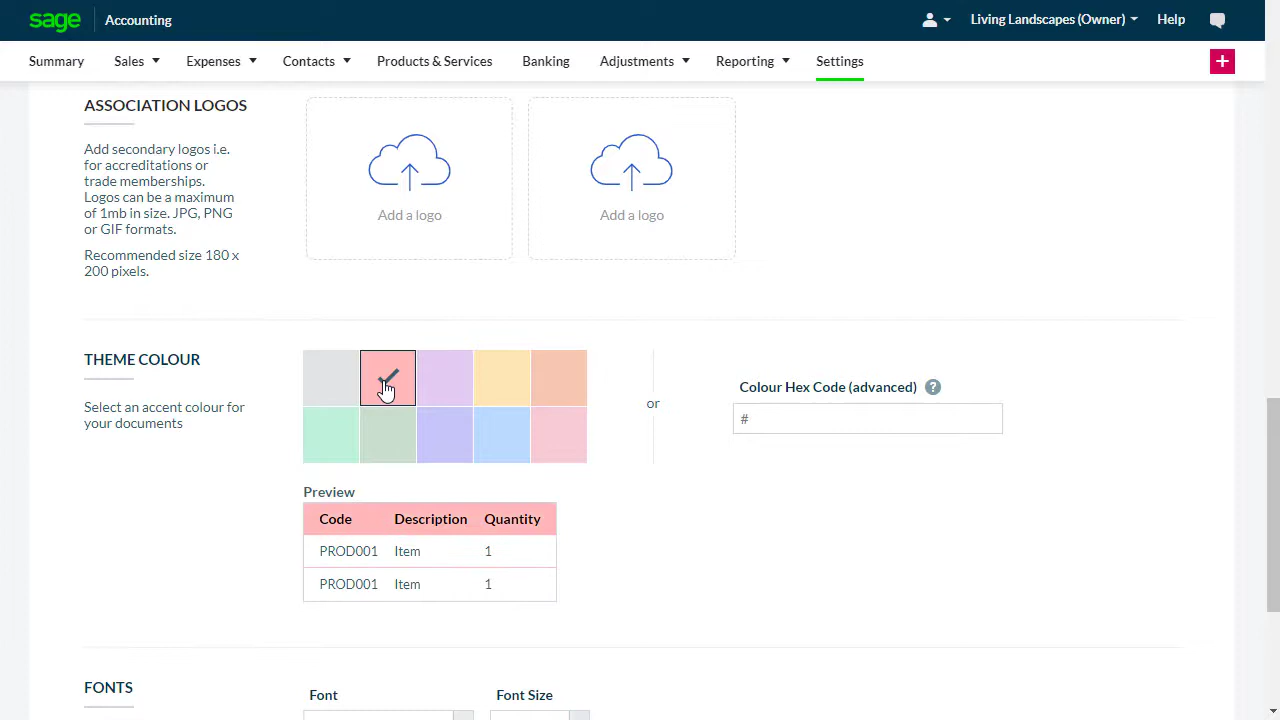 sage
Accounting
Living Landscapes (Owner)
Help
Summary
Sales
Expenses
Contacts
Products & Services
Banking
Adjustments
Reporting
Settings
+
ASSOCIATION LOGOS
Add secondary logos i.e.
for accreditations or
trade memberships.
Logos can be a maximum
of 1mb in size. JPG, PNG
or GIF formats.
Recommended size 180 x
200 pixels.
Add a logo
Add a logo
THEME COLOUR
Select an accent colour for
your documents
or
Colour Hex Code (advanced) ?
#
Preview
Code Description Quantity
PROD001 Item 1
PROD001 Item 1
FONTS
Font
Font Size